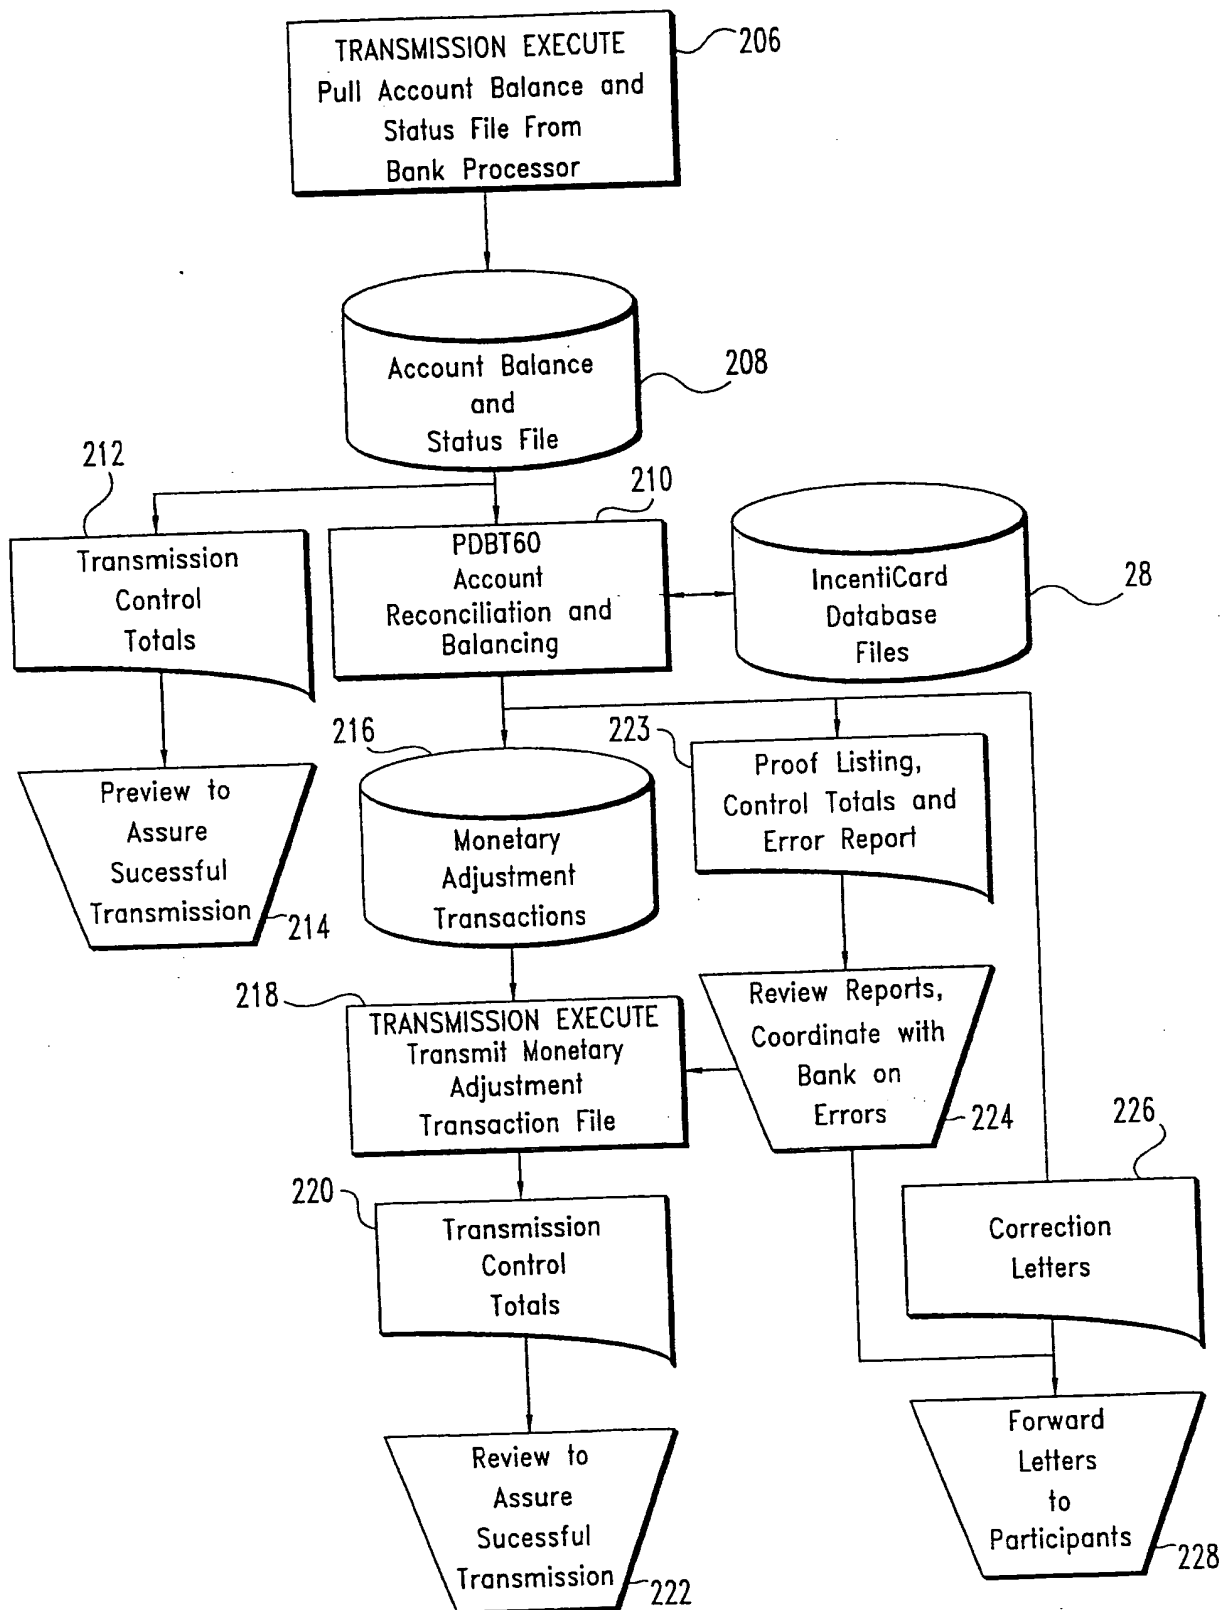 TRANSMISSION EXECUTE
Pull Account Balance and
Status File From
Bank Processor
206
Account Balance
and
Status File
208
212
Transmission
Control
Totals
210
PDBT60
Account
Reconciliation and
Balancing
IncentiCard
Database
Files
28
Preview to
Assure
Sucessful
Transmission
214
216
Monetary
Adjustment
Transactions
223
Proof Listing,
Control Totals and
Error Report
218
TRANSMISSION EXECUTE
Transmit Monetary
Adjustment
Transaction File
Review Reports,
Coordinate with
Bank on
Errors
224
226
Correction
Letters
220
Transmission
Control
Totals
Review to
Assure
Sucessful
Transmission
222
Forward
Letters
to
Participants
228